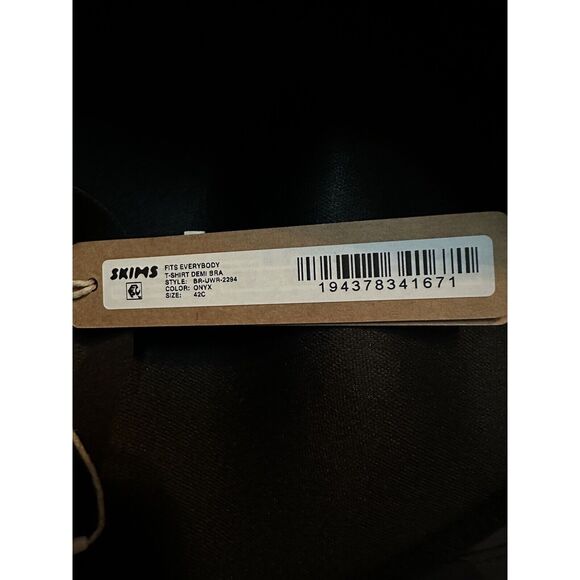 SKIMS
FITS EVERYBODY
T-SHIRT DEMI BRA
STYLE: BR-UWR-2294
COLOR: ONYX
SIZE: 42C
194378341671